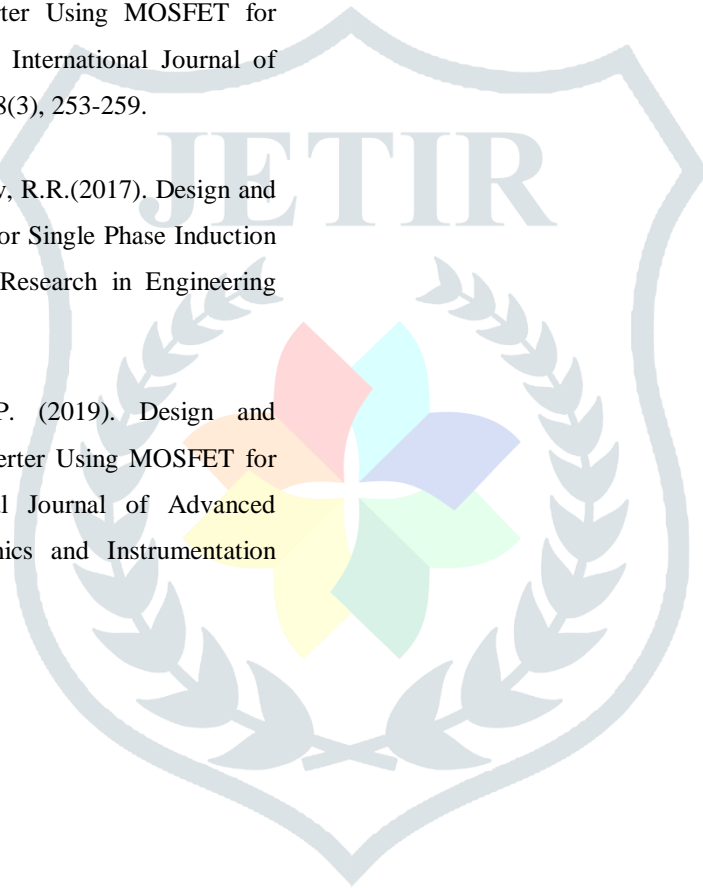 rter Using MOSFET for
International Journal of
8(3), 253-259.
JETIR
, R.R.(2017). Design and
or Single Phase Induction
Research in Engineering
P. (2019). Design and
erter Using MOSFET for
l Journal of Advanced
nics and Instrumentation